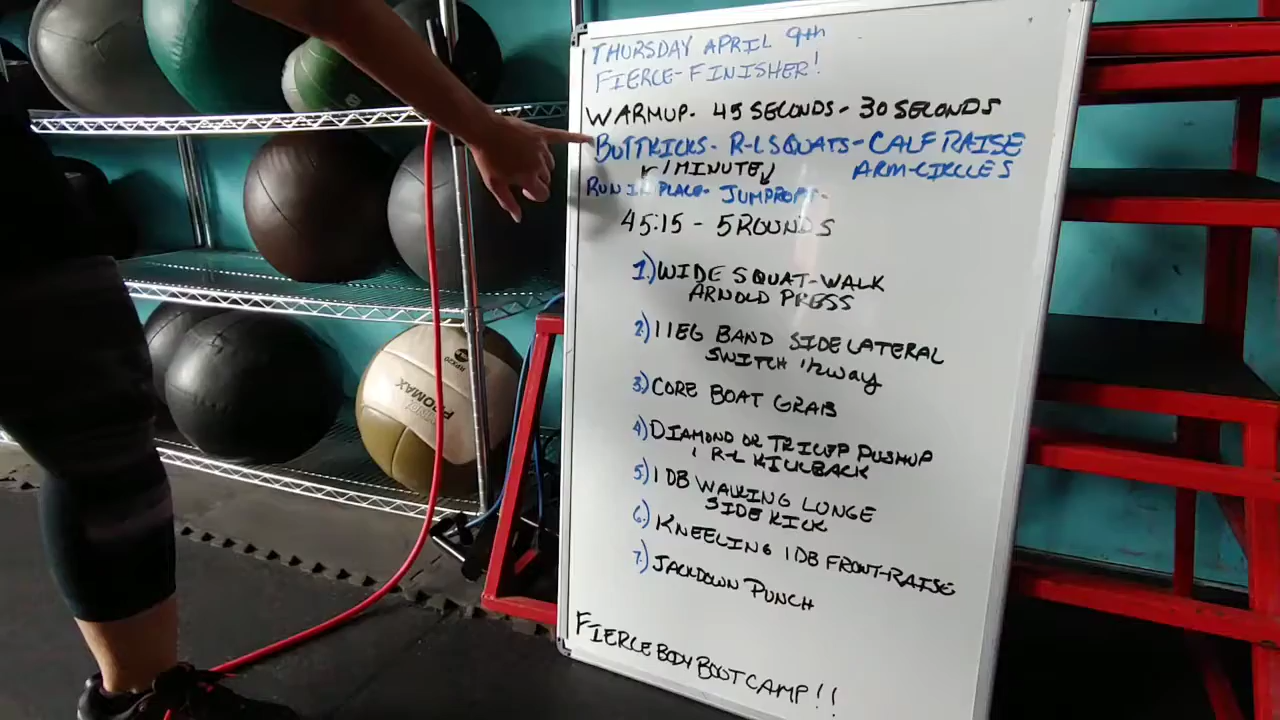 THURSDAY APRIL 9th
FIERCE-FINISHER!
WARMUP. 45 SECONDS - 30 SECONDS
BUTTKICKS - R-L SQUATS - CALF RAISE
1 MINUTE ARM-CIRCLES
RUN IN PLACE - JUMPROPE -
45:15 - 5 ROUNDS
1.) WIDE SQUAT-WALK
ARNOLD PRESS
2.) 1 LEG BAND SIDE LATERAL
SWITCH 1/2 way
3.) CORE BOAT GRAB
4.) DIAMOND OR TRICEP PUSHUP
1 R-L KICKBACK
5.) 1 DB WALKING LUNGE
SIDE KICK
6.) KNEELING 1 DB FRONT-RAISE
7.) JACKDOWN PUNCH
FIERCE BODY BOOTCAMP!!
PROMAX